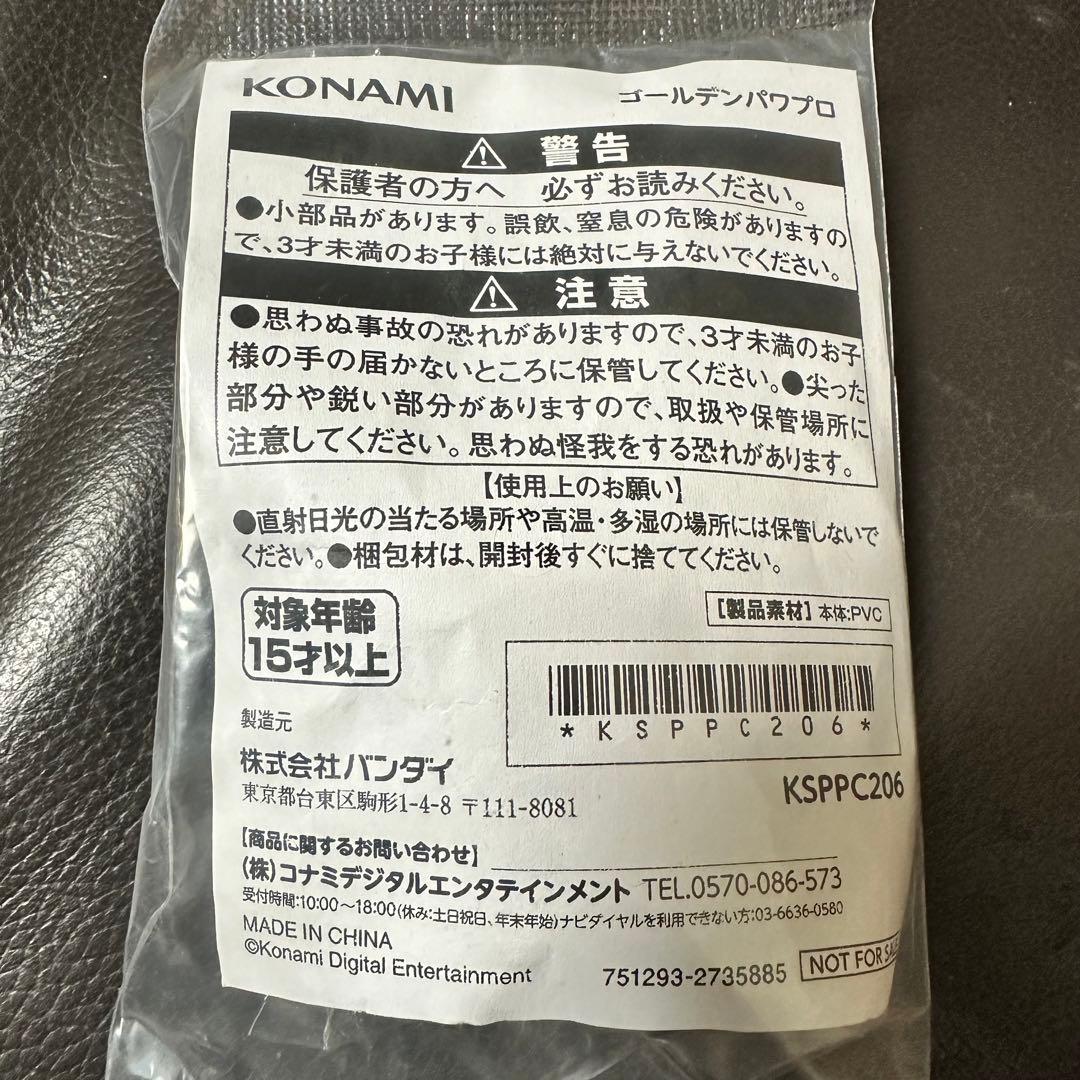 KONAMI
ゴールデンパワプロ
警告
保護者の方へ 必ずお読みください。
●小部品があります。誤飲、窒息の危険がありますの
で、3才未満のお子様には絶対に与えないでください。
注意
●思わぬ事故の恐れがありますので、3才未満のお子
様の手の届かないところに保管してください。●尖った
部分や鋭い部分がありますので、取扱や保管場所に
注意してください。思わぬ怪我をする恐れがあります。
【使用上のお願い】
●直射日光の当たる場所や高温・多湿の場所には保管しないで
ください。●梱包材は、開封後すぐに捨ててください。
対象年齢
15才以上
【製品素材】本体:PVC
*KSPPC206*
KSPPC206
製造元
株式会社バンダイ
東京都台東区駒形1-4-8 〒111-8081
【商品に関するお問い合わせ】
(株)コナミデジタルエンタテインメント TEL.0570-086-573
受付時間:10:00～18:00(休み:土日祝日、年末年始)ナビダイヤルを利用できない方:03-6636-0580
MADE IN CHINA
©Konami Digital Entertainment
751293-2735885
NOT FOR SALE